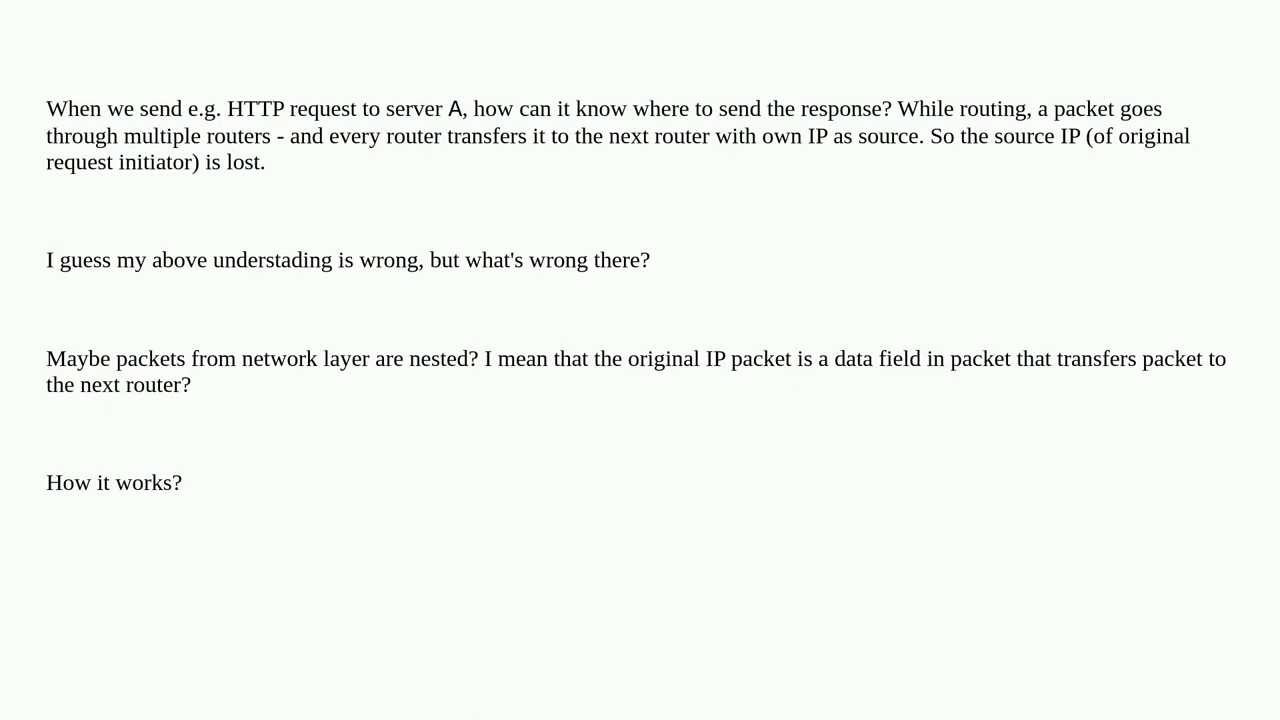 When we send e.g. HTTP request to server A, how can it know where to send the response? While routing, a packet goes
through multiple routers - and every router transfers it to the next router with own IP as source. So the source IP (of original
request initiator) is lost.
I guess my above understading is wrong, but what's wrong there?
Maybe packets from network layer are nested? I mean that the original IP packet is a data field in packet that transfers packet to
the next router?
How it works?